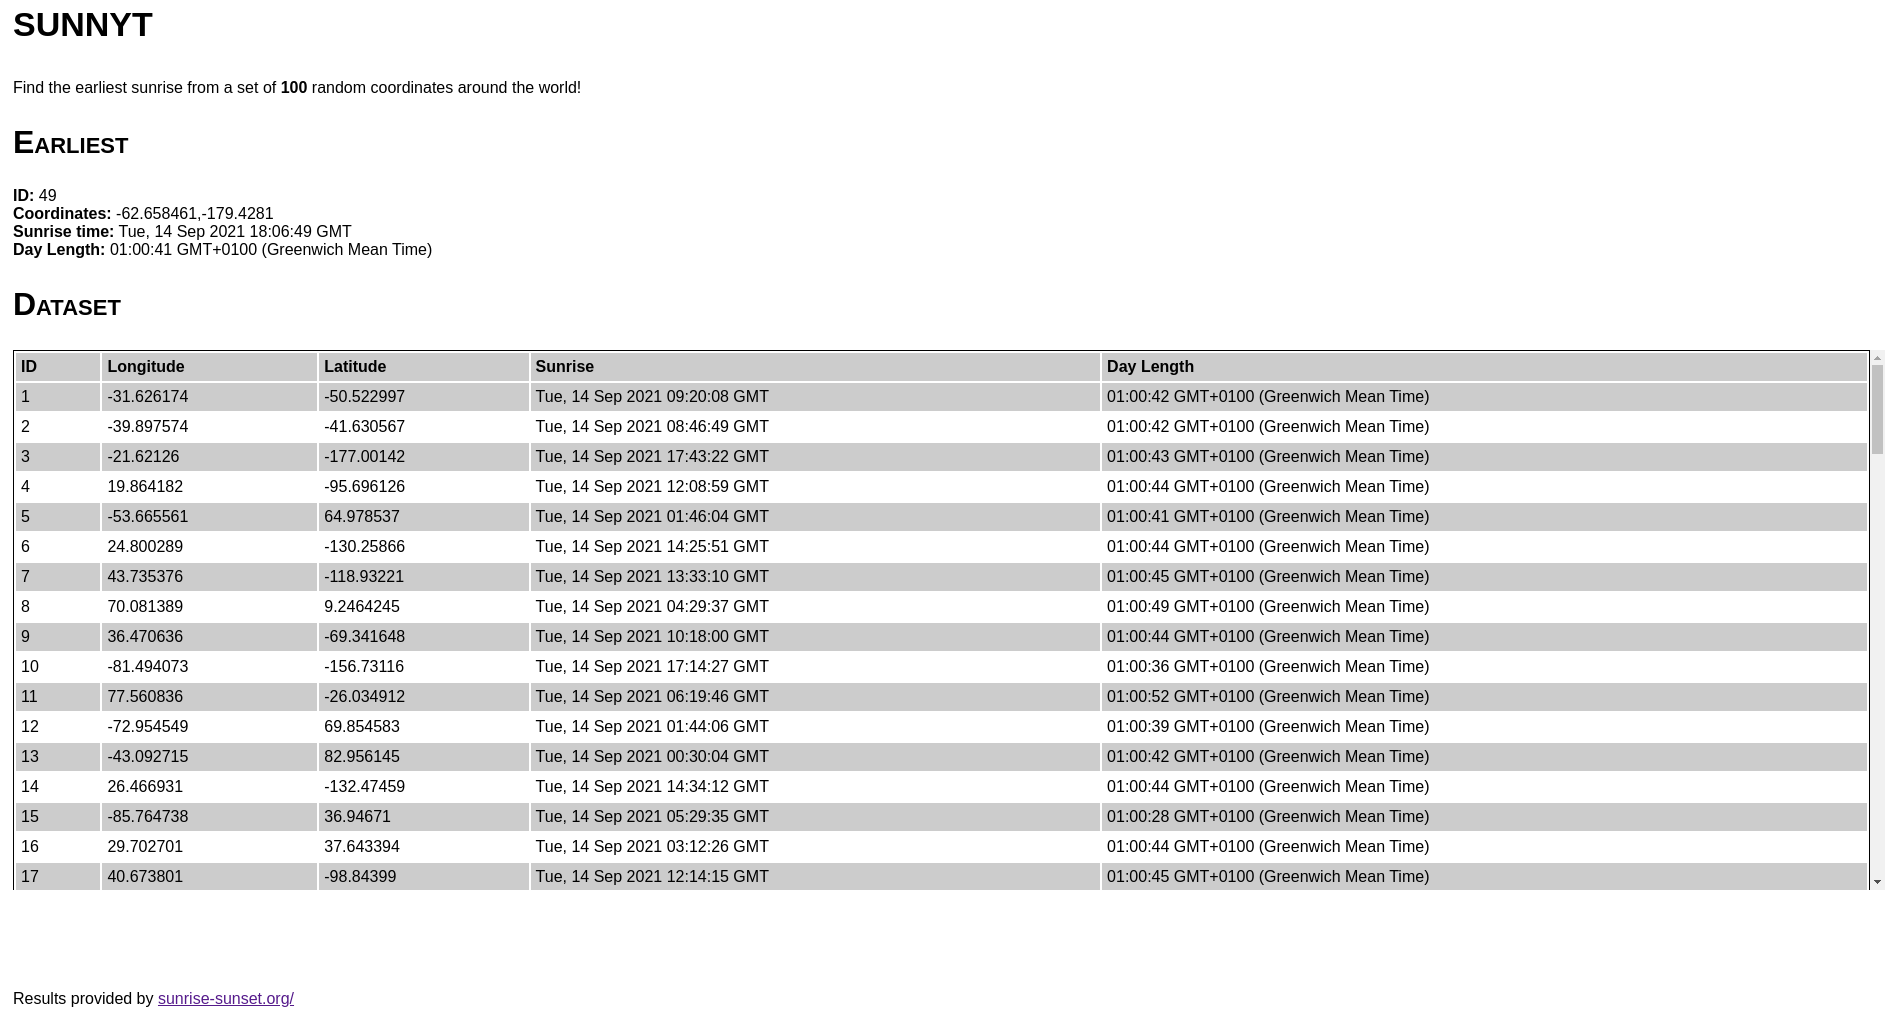 SUNNYT
Find the earliest sunrise from a set of 100 random coordinates around the world!
EARLIEST
ID: 49
Coordinates: -62.658461,-179.4281
Sunrise time: Tue, 14 Sep 2021 18:06:49 GMT
Day Length: 01:00:41 GMT+0100 (Greenwich Mean Time)
DATASET
ID Longitude Latitude Sunrise Day Length
1 -31.626174 -50.522997 Tue, 14 Sep 2021 09:20:08 GMT 01:00:42 GMT+0100 (Greenwich Mean Time)
2 -39.897574 -41.630567 Tue, 14 Sep 2021 08:46:49 GMT 01:00:42 GMT+0100 (Greenwich Mean Time)
3 -21.62126 -177.00142 Tue, 14 Sep 2021 17:43:22 GMT 01:00:43 GMT+0100 (Greenwich Mean Time)
4 19.864182 -95.696126 Tue, 14 Sep 2021 12:08:59 GMT 01:00:44 GMT+0100 (Greenwich Mean Time)
5 -53.665561 64.978537 Tue, 14 Sep 2021 01:46:04 GMT 01:00:41 GMT+0100 (Greenwich Mean Time)
6 24.800289 -130.25866 Tue, 14 Sep 2021 14:25:51 GMT 01:00:44 GMT+0100 (Greenwich Mean Time)
7 43.735376 -118.93221 Tue, 14 Sep 2021 13:33:10 GMT 01:00:45 GMT+0100 (Greenwich Mean Time)
8 70.081389 9.2464245 Tue, 14 Sep 2021 04:29:37 GMT 01:00:49 GMT+0100 (Greenwich Mean Time)
9 36.470636 -69.341648 Tue, 14 Sep 2021 10:18:00 GMT 01:00:44 GMT+0100 (Greenwich Mean Time)
10 -81.494073 -156.73116 Tue, 14 Sep 2021 17:14:27 GMT 01:00:36 GMT+0100 (Greenwich Mean Time)
11 77.560836 -26.034912 Tue, 14 Sep 2021 06:19:46 GMT 01:00:52 GMT+0100 (Greenwich Mean Time)
12 -72.954549 69.854583 Tue, 14 Sep 2021 01:44:06 GMT 01:00:39 GMT+0100 (Greenwich Mean Time)
13 -43.092715 82.956145 Tue, 14 Sep 2021 00:30:04 GMT 01:00:42 GMT+0100 (Greenwich Mean Time)
14 26.466931 -132.47459 Tue, 14 Sep 2021 14:34:12 GMT 01:00:44 GMT+0100 (Greenwich Mean Time)
15 -85.764738 36.94671 Tue, 14 Sep 2021 05:29:35 GMT 01:00:28 GMT+0100 (Greenwich Mean Time)
16 29.702701 37.643394 Tue, 14 Sep 2021 03:12:26 GMT 01:00:44 GMT+0100 (Greenwich Mean Time)
17 40.673801 -98.84399 Tue, 14 Sep 2021 12:14:15 GMT 01:00:45 GMT+0100 (Greenwich Mean Time)
Results provided by sunrise-sunset.org/